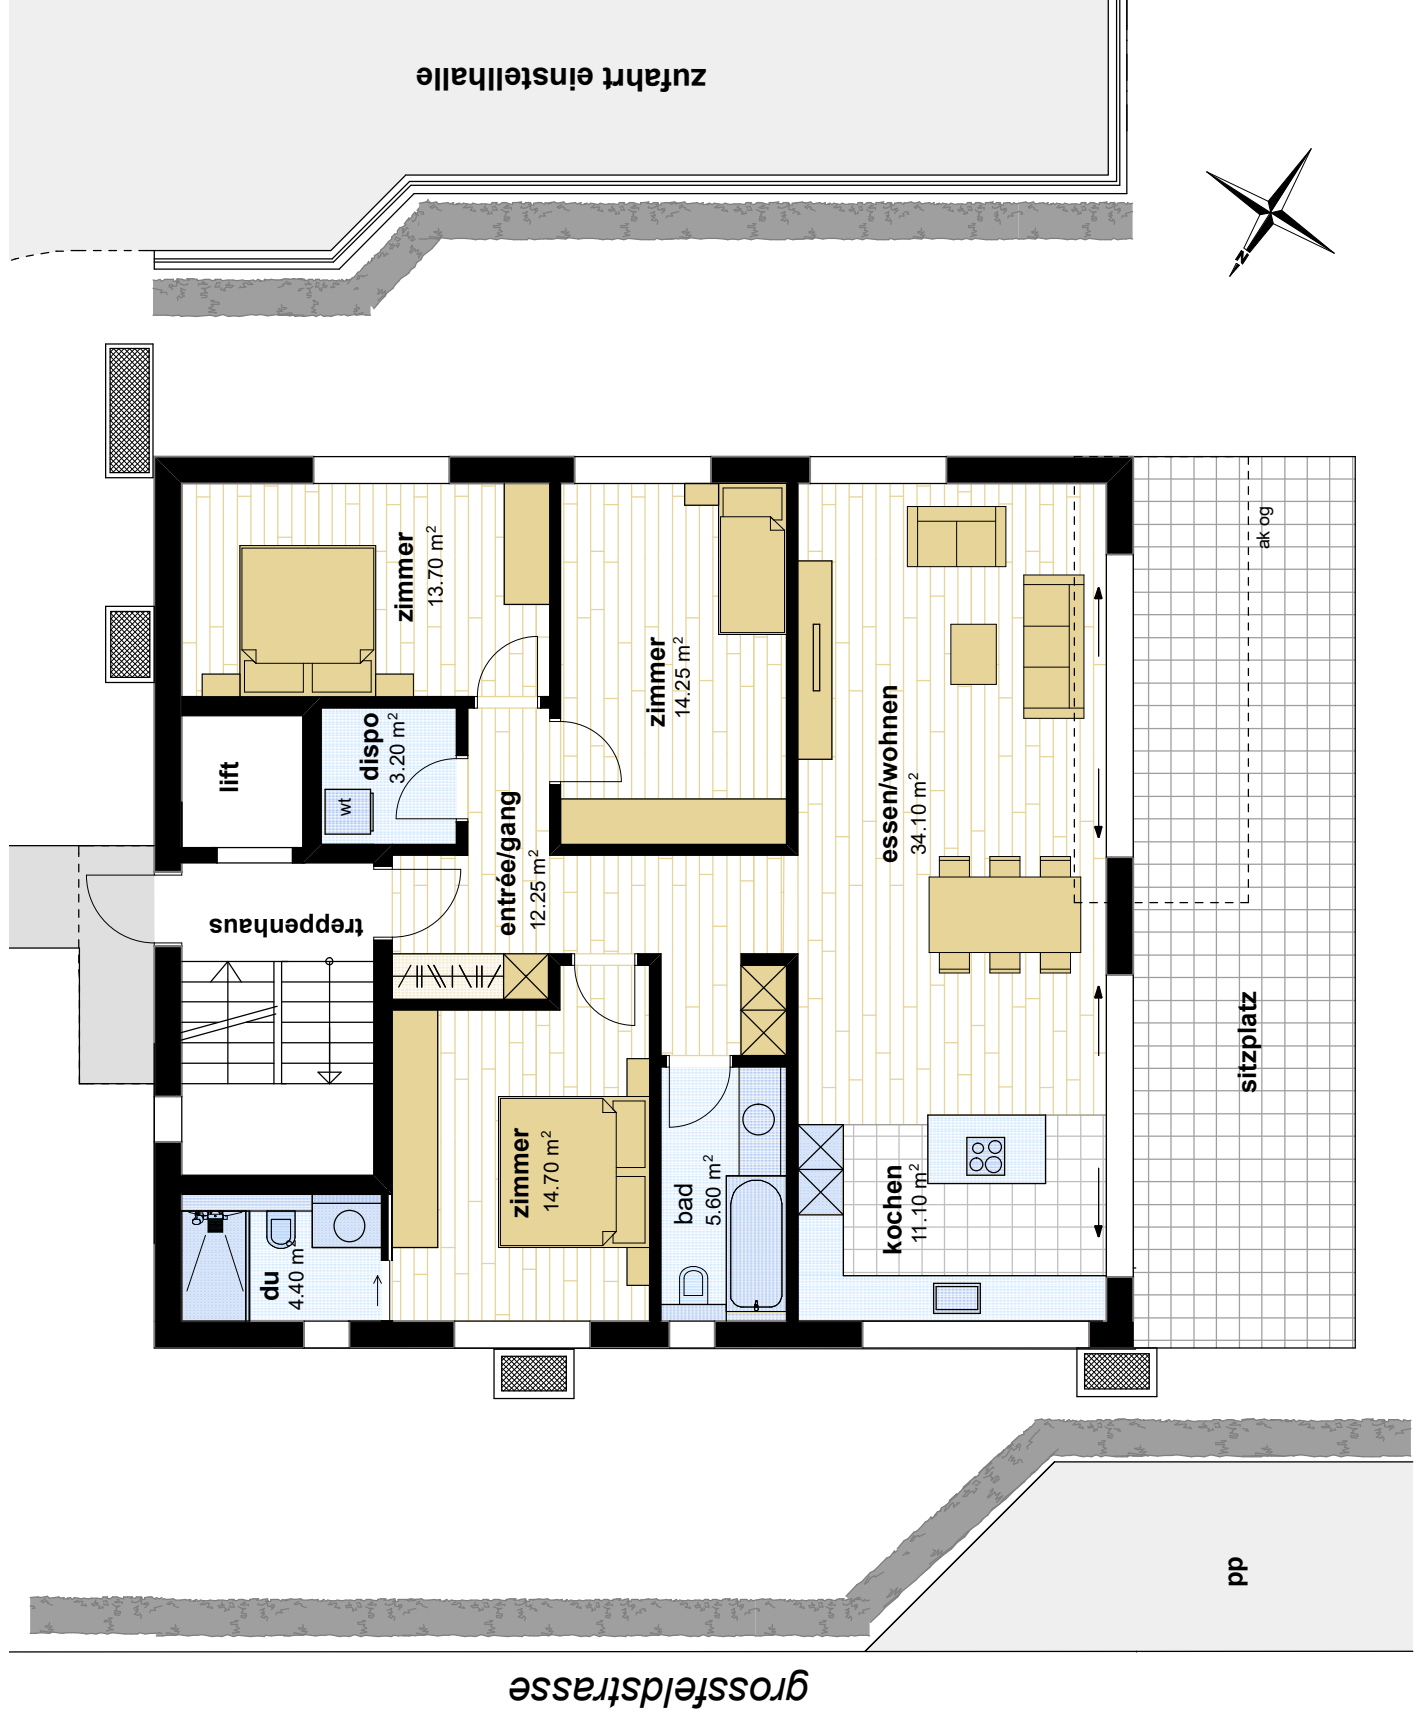 zufahrt einstellhalle
N
zimmer
13.70 m²
zimmer
14.25 m²
dispo
3.20 m²
wt
lift
entrée/gang
12.25 m²
treppenhaus
essen/wohnen
34.10 m²
ak og
sitzplatz
zimmer
14.70 m²
bad
5.60 m²
kochen
11.10 m²
du
4.40 m²
pp
grossfeldstrasse